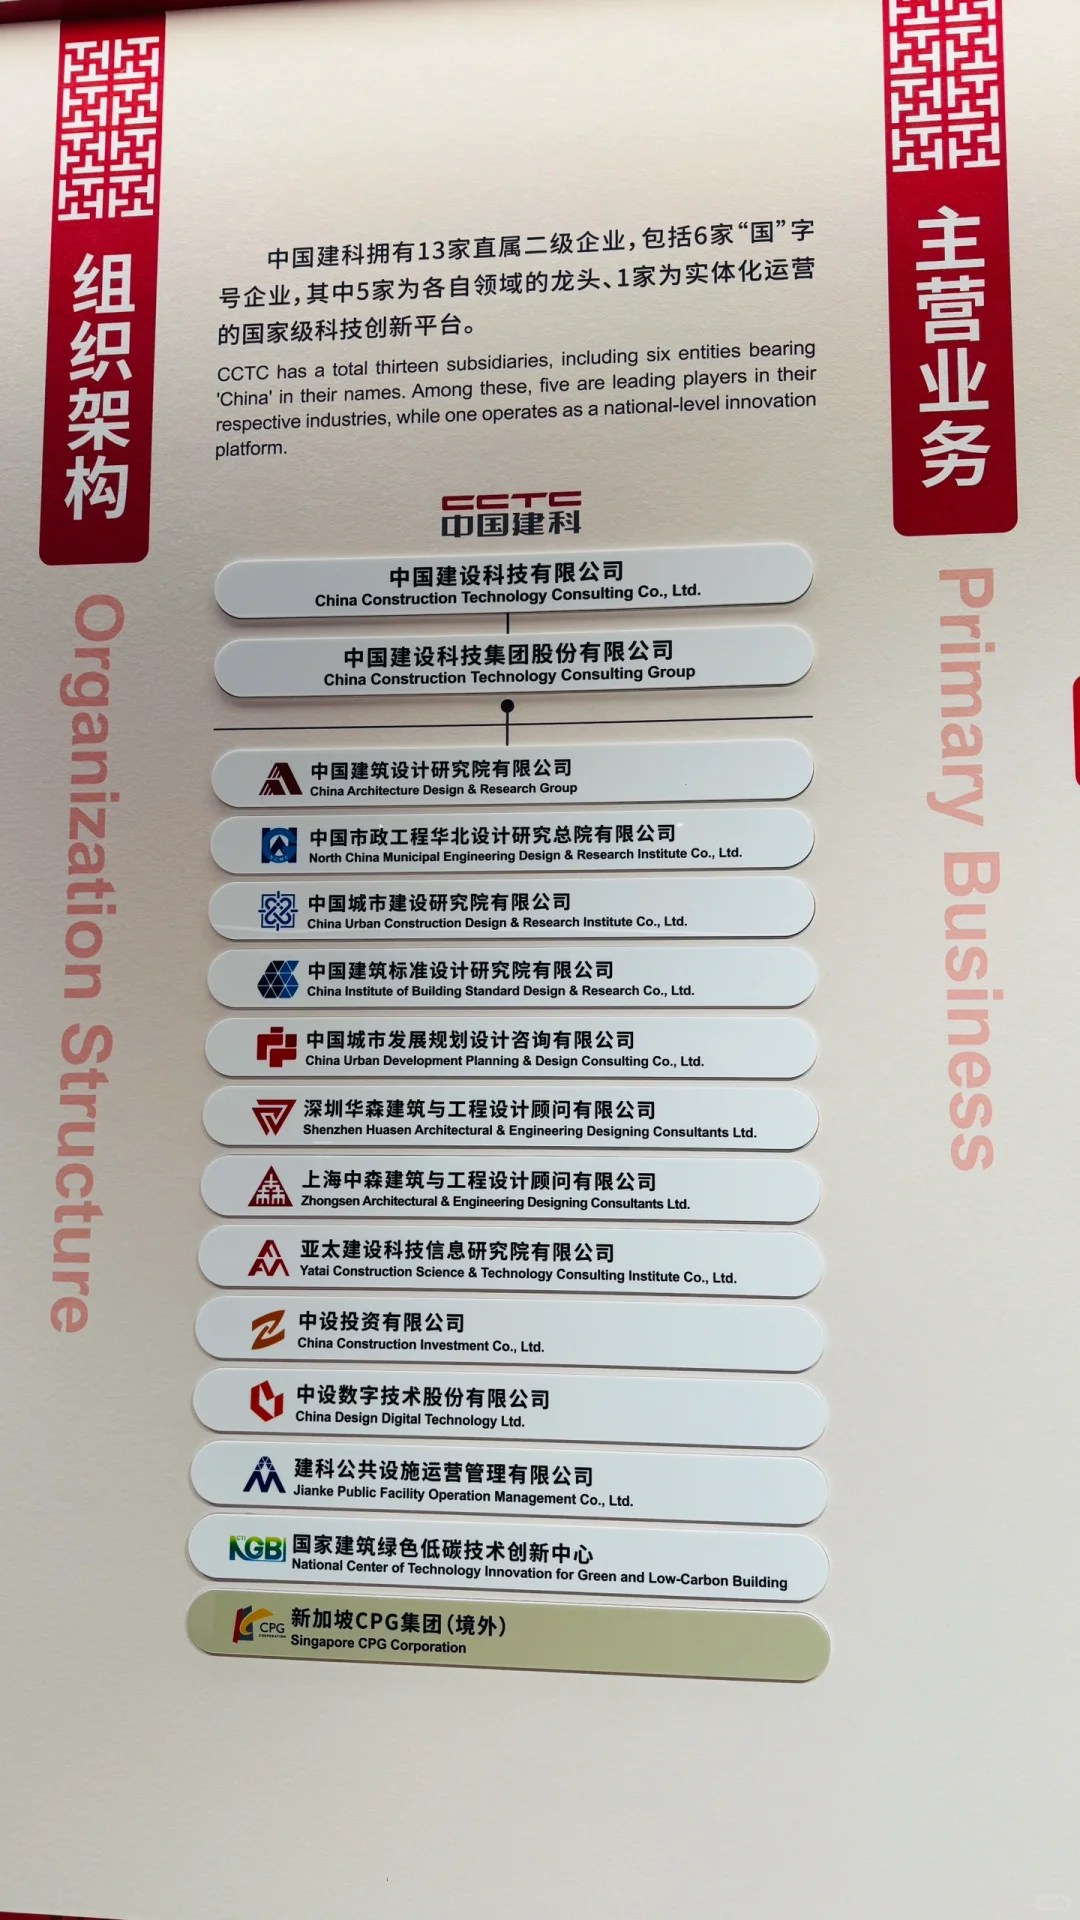 组织架构
Organization Structure
中国建科拥有13家直属二级企业，包括6家“国”字
号企业，其中5家为各自领域的龙头、1家为实体化运营
的国家级科技创新平台。
CCTC has a total thirteen subsidiaries, including six entities bearing
'China' in their names. Among these, five are leading players in their
respective industries, while one operates as a national-level innovation
platform.
CCTC
中国建科
中国建设科技有限公司
China Construction Technology Consulting Co., Ltd.
中国建设科技集团股份有限公司
China Construction Technology Consulting Group
中国建筑设计研究院有限公司
China Architecture Design & Research Group
中国市政工程华北设计研究总院有限公司
North China Municipal Engineering Design & Research Institute Co., Ltd.
中国城市建设研究院有限公司
China Urban Construction Design & Research Institute Co., Ltd.
中国建筑标准设计研究院有限公司
China Institute of Building Standard Design & Research Co., Ltd.
中国城市发展规划设计咨询有限公司
China Urban Development Planning & Design Consulting Co., Ltd.
深圳华森建筑与工程设计顾问有限公司
Shenzhen Huasen Architectural & Engineering Designing Consultants Ltd.
上海中森建筑与工程设计顾问有限公司
Zhongsen Architectural & Engineering Designing Consultants Ltd.
亚太建设科技信息研究院有限公司
Yatai Construction Science & Technology Consulting Institute Co., Ltd.
中设投资有限公司
China Construction Investment Co., Ltd.
中设数字技术股份有限公司
China Design Digital Technology Ltd.
建科公共设施运营管理有限公司
Jianke Public Facility Operation Management Co., Ltd.
CTI
NGB
国家建筑绿色低碳技术创新中心
National Center of Technology Innovation for Green and Low-Carbon Building
CPG
CORPORATION
新加坡CPG集团（境外）
Singapore CPG Corporation
主营业务
Primary Business